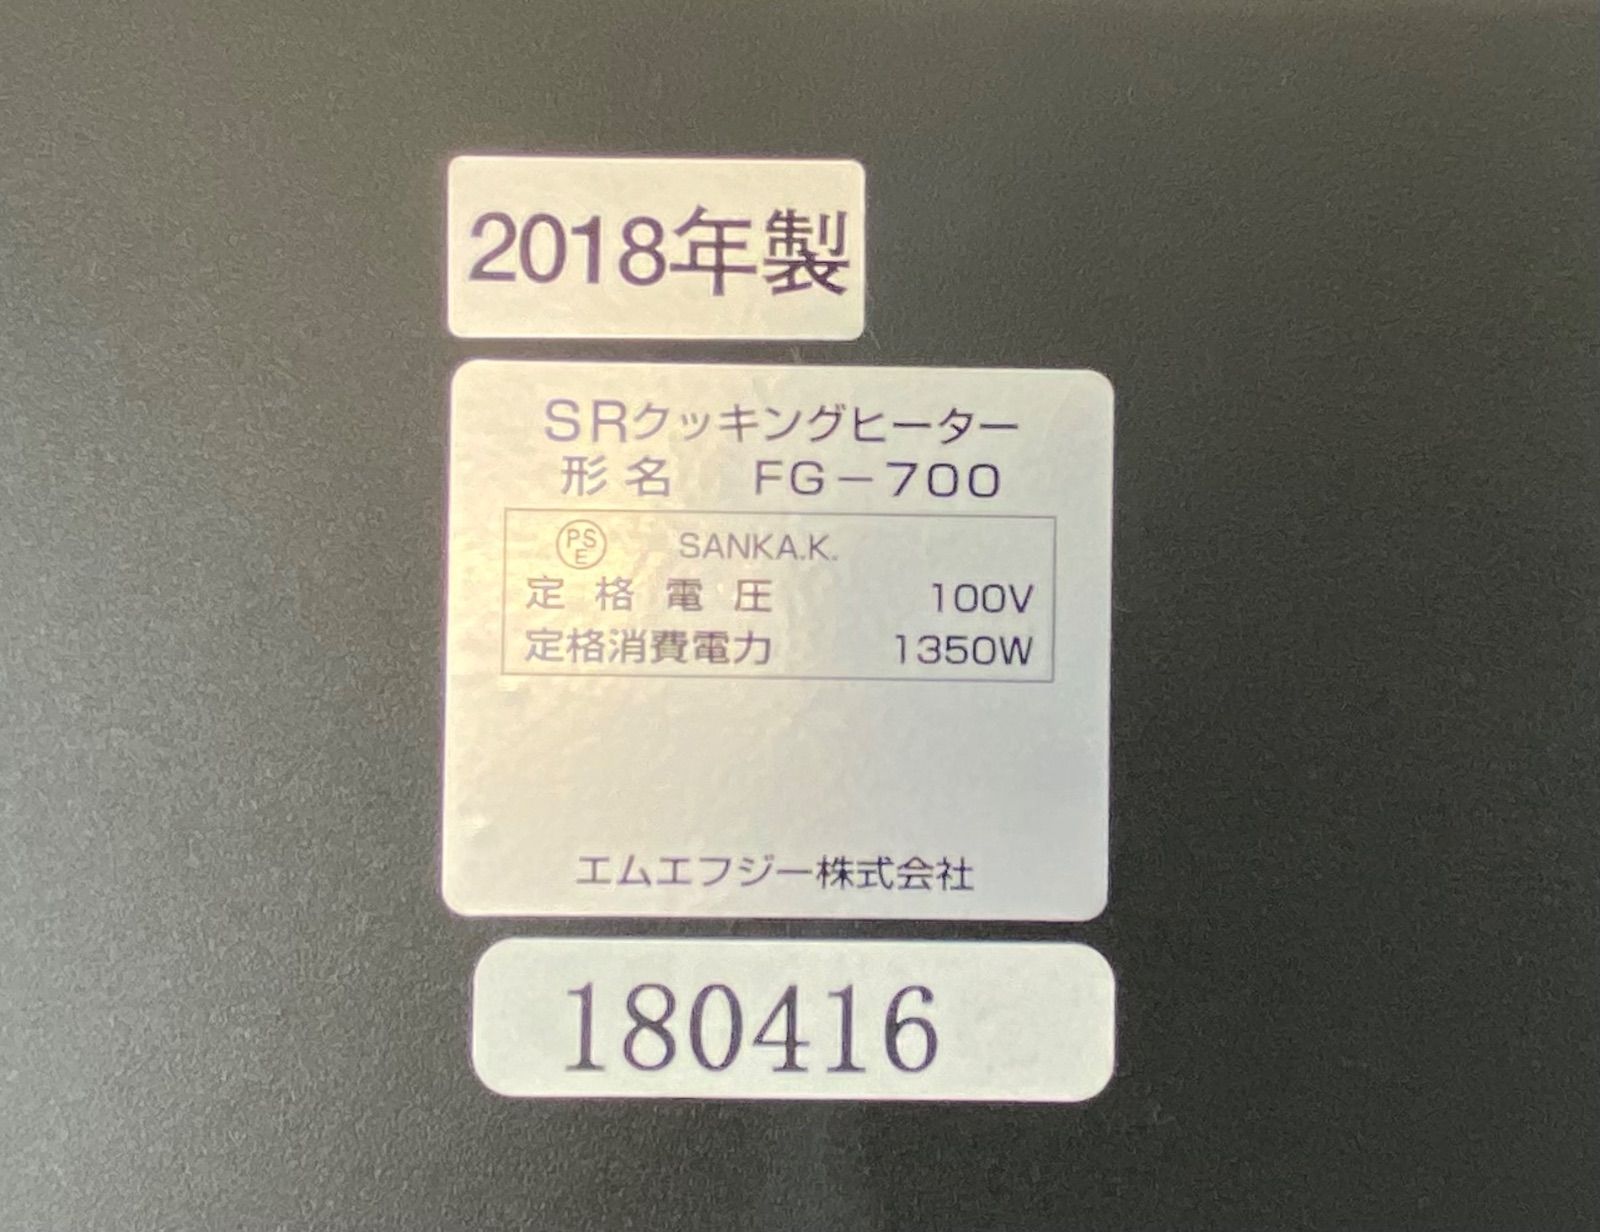 2018年製
SRクッキングヒーター
形名 FG-700
PSE SANKA.K.
定格電圧 100V
定格消費電力 1350W
エムエフジー株式会社
180416